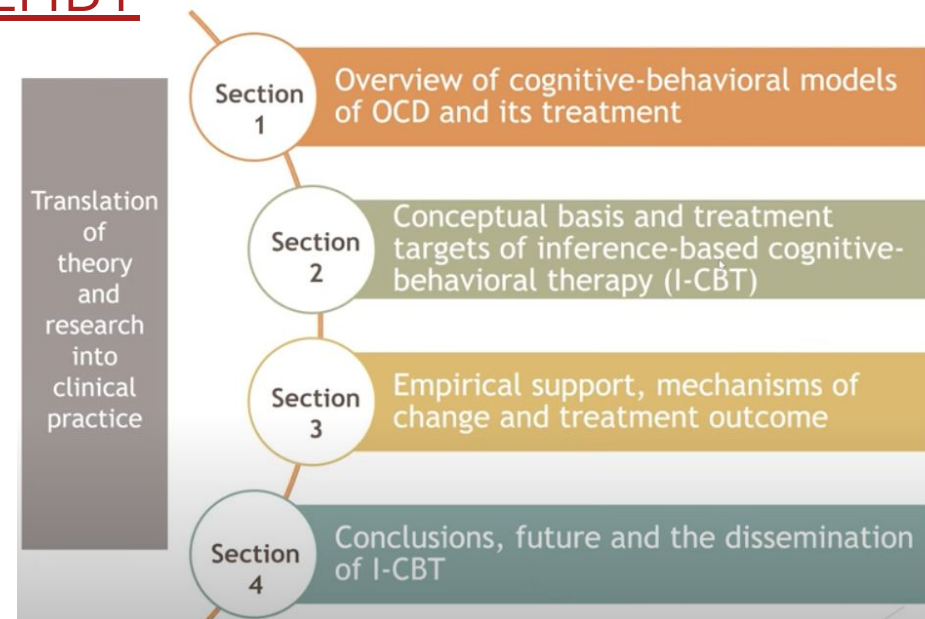 Translation
of
theory
and
research
into
clinical
practice
Section
1
Overview of cognitive-behavioral models
of OCD and its treatment
Section
2
Conceptual basis and treatment
targets of inference-based cognitive-
behavioral therapy (I-CBT)
Section
3
Empirical support, mechanisms of
change and treatment outcome
Section
4
Conclusions, future and the dissemination
of I-CBT